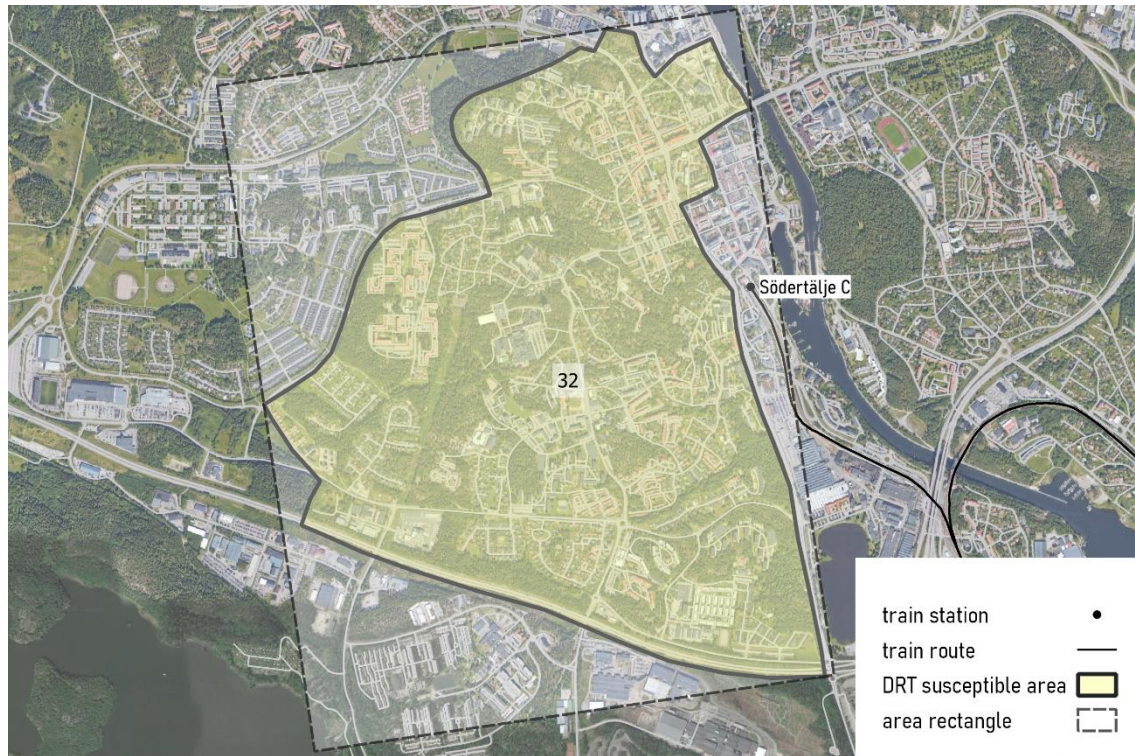 Södertälje C
32
train station
train route
DRT susceptible area
area rectangle